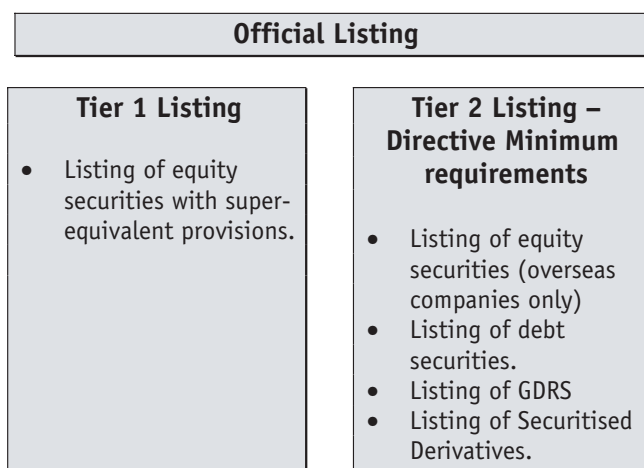 Official Listing
Tier 1 Listing
• Listing of equity
securities with super-
equivalent provisions.
Tier 2 Listing –
Directive Minimum
requirements
• Listing of equity
securities (overseas
companies only)
• Listing of debt
securities.
• Listing of GDRS
• Listing of Securitised
Derivatives.